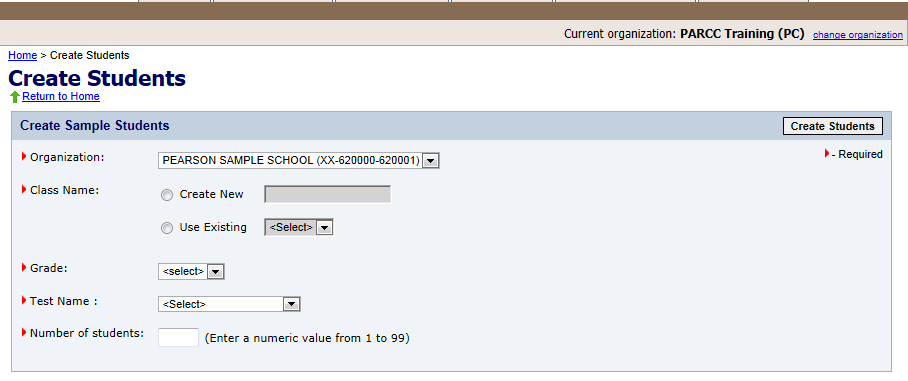 Current organization: PARCC Training (PC) change organization
Home > Create Students
Create Students
Return to Home
Create Sample Students Create Students
Organization: PEARSON SAMPLE SCHOOL (XX-620000-620001) - Required
Class Name: Create New
Use Existing <Select>
Grade: <select>
Test Name : <Select>
Number of students: (Enter a numeric value from 1 to 99)